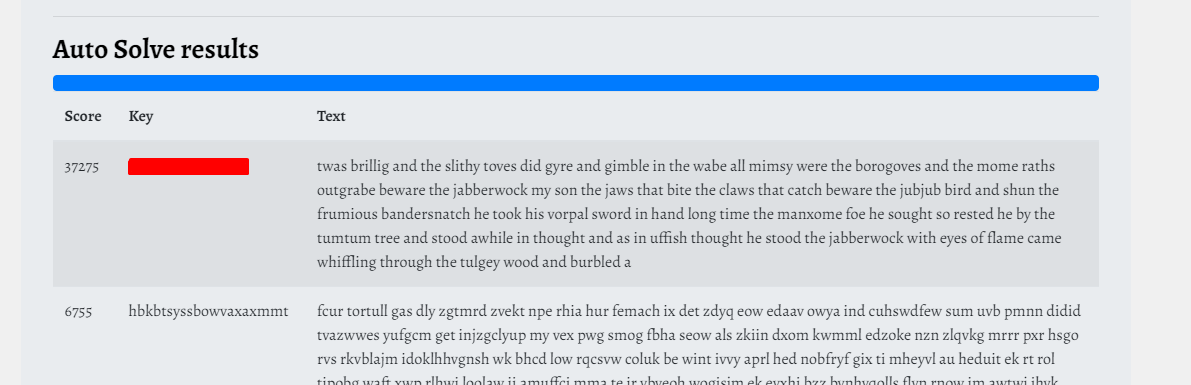 Auto Solve results
Score Key Text
37275 twas brillig and the slithy toves did gyre and gimble in the wabe all mimsy were the borogoves and the mome raths
outgrabe beware the jabberwock my son the jaws that bite the claws that catch beware the jubjub bird and shun the
frumious bandersnatch he took his vorpal sword in hand long time the manxome foe he sought so rested he by the
tumtum tree and stood awhile in thought and as in uffish thought he stood the jabberwock with eyes of flame came
whiffling through the tulgey wood and burbled a
6755 hbkbtsyssbowvaxaxmmt fcur tortull gas dly zgtmrd zvekt npe rhia hur femach ix det zdyq eow edaav owya ind cuhswdfew sum uvb pmnn didid
tvazwwes yufgcm get injzgclyup my vex pwg smog fbha seow als zkiin dxom kwmml edzoke nzn zlqvkg mrrr pxr hsgo
rvs rkvblajm idoklhhvgnsh wk bhcd low rqcsvw coluk be wint ivvy aprl hed nobfryf gix ti mheyvl au heduit ek rt rol